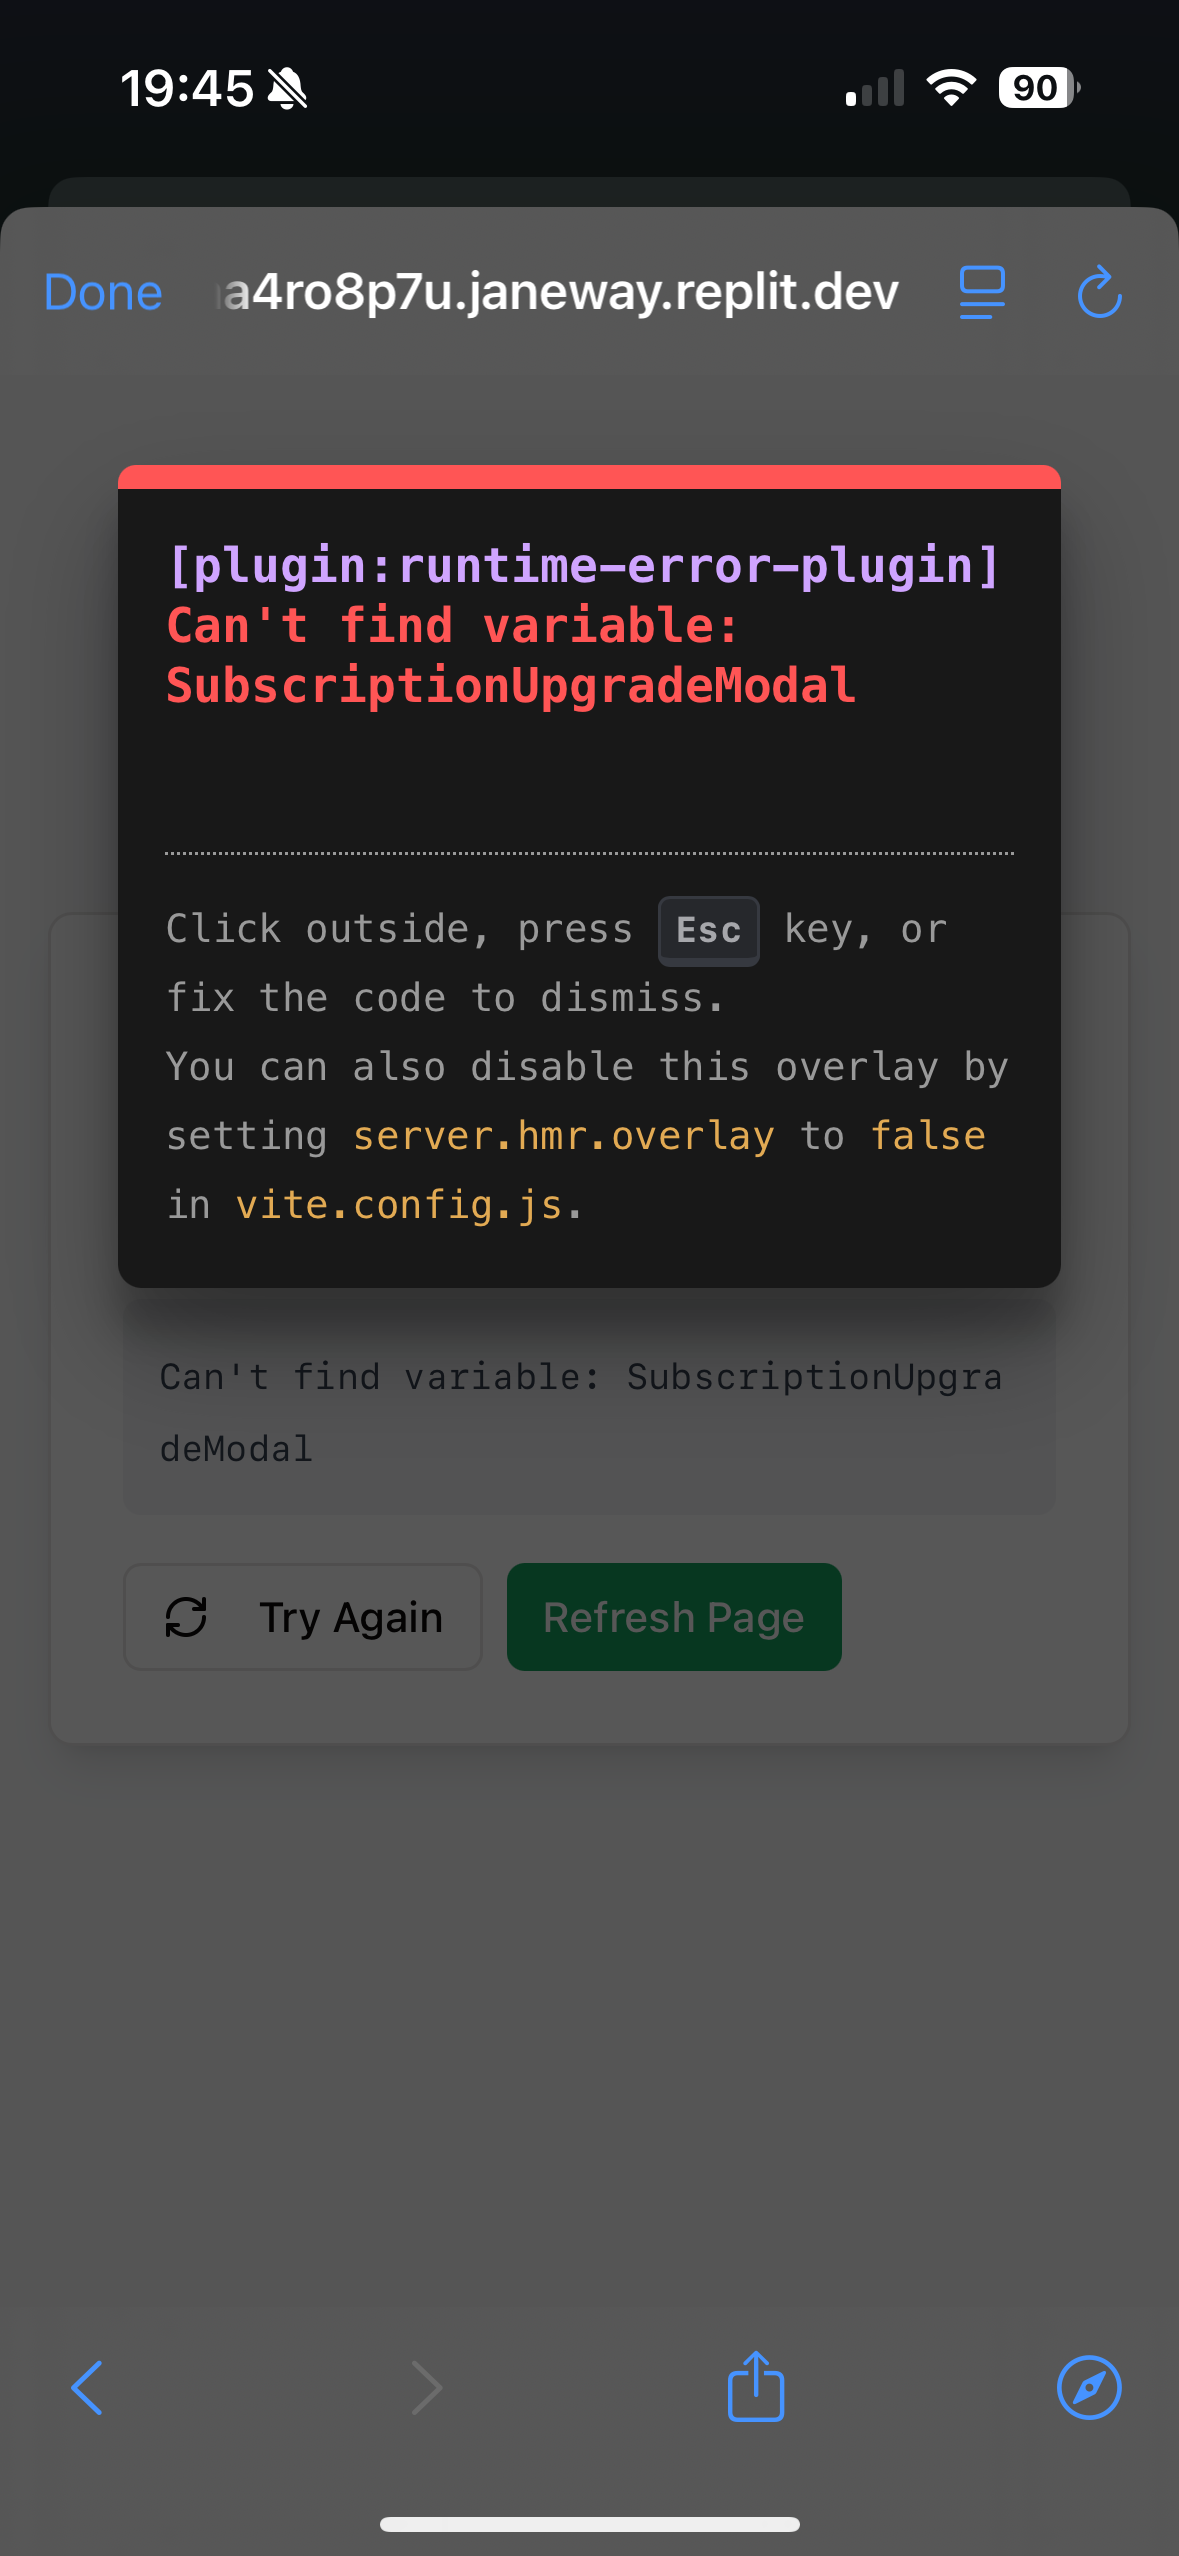 19:45
90
Done
a4ro8p7u.janeway.replit.dev
[plugin:runtime-error-plugin]
Can't find variable:
SubscriptionUpgradeModal
Click outside, press Esc key, or
fix the code to dismiss.
You can also disable this overlay by
setting server.hmr.overlay to false
in vite.config.js.
Can't find variable: SubscriptionUpgra
deModal
Try Again
Refresh Page